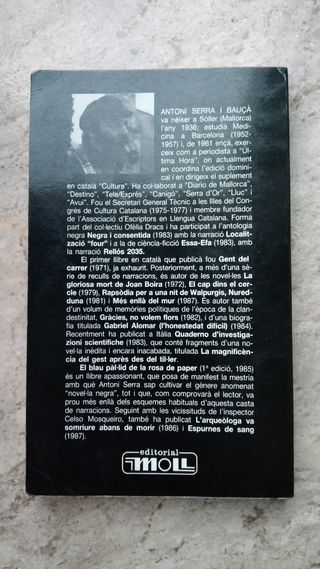 ANTONI SERRA I BAUÇÀ
va néixer a Sóller (Mallorca)
l'any 1936; estudià Medi-
cina a Barcelona (1952-
1957) i, de 1961 ençà, exer-
ceix com a periodista a "Ul-
tima Hora", on actualment
en coordina l'edició domini-
cal i en dirigeix el suplement
en català "Cultura". Ha col·laborat a "Diario de Mallorca",
"Destino", "Tele/Exprés", "Canigó", "Serra d'Or", "Lluc" i
"Avui". Fou el Secretari General Tècnic a les Illes del Con-
grés de Cultura Catalana (1975-1977) i membre fundador
de l'Associació d'Escriptors en Llengua Catalana. Forma
part del col·lectiu Ofèlia Dracs i ha participat a l'antologia
negra Negra i consentida (1983) amb la narració Localit-
zació "four" i a la de ciència-ficció Essa-Efa (1983), amb
la narració Rellós 2035.
El primer llibre en català que publicà fou Gent del
carrer (1971), ja exhaurit. Posteriorment, a més d'una sè-
rie de reculls de narracions, és autor de les novel·les La
gloriosa mort de Joan Boira (1972), El cap dins el cer-
cle (1979), Rapsòdia per a una nit de Walpurgis, Nured-
duna (1981) i Més enllà del mur (1987). És autor també
d'un volum de memòries polítiques de l'època de la clan-
destinitat, Gràcies, no volem flors (1982), i d'una biogra-
fia titulada Gabriel Alomar (l'honestedat difícil) (1984).
Recentment ha publicat a Itàlia Quaderno d'investiga-
zioni scientifiche (1983), que conté fragments d'una no-
vel·la inèdita i encara inacabada, titulada La magnificèn-
cia del gest après des del til·ler.
El blau pàl·lid de la rosa de paper (1ª edició, 1985)
és un llibre apassionant, que posa de manifest la mestria
amb què Antoni Serra sap cultivar el gènere anomenat
"novel·la negra", tot i que, com comprovarà el lector, va
prou més enllà dels esquemes habituals d'aquesta casta
de narracions. Seguint amb les vicissituds de l'inspector
Celso Mosqueiro, també ha publicat L'arqueòloga va
somriure abans de morir (1986) i Espurnes de sang
(1987).
editorial
MOLL